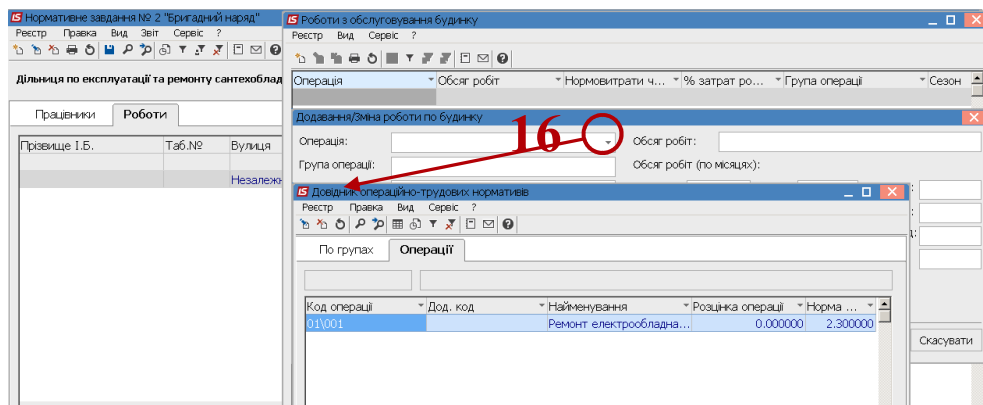 Нормативне завдання № 2 "Бригадний наряд"
Реєстр Правка Вид Звіт Сервіс ?
Дільниця по експлуатації та ремонту сантехоблад
Працівники Роботи
Прізвище І.Б. Таб.№ Вулиця
Незалежн
Роботи з обслуговування будинку
Реєстр Вид Сервіс ?
Операція Обсяг робіт Нормовитрати ч... % затрат ро... Група операції Сезон
Додавання/Зміна роботи по будинку
16
Операція: Обсяг робіт:
Група операції: Обсяг робіт (по місяцях):
Довідник операційно-трудових нормативів
Реєстр Правка Вид Сервіс ?
По групах Операції
Код операції Дод. код Найменування Розцінка операції Норма ...
01\001 Ремонт електрообладна... 0.000000 2.300000
Скасувати